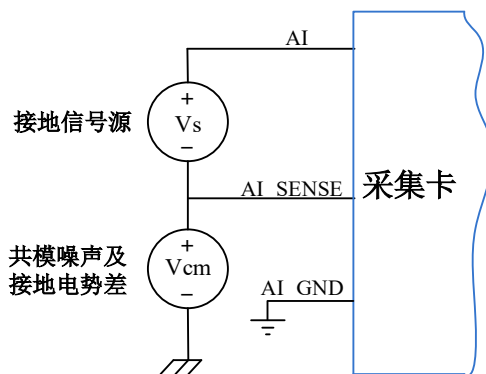 AI
+
接地信号源
Vs
−
AI SENSE
采集卡
+
共模噪声及
接地电势差
Vcm
−
AI GND